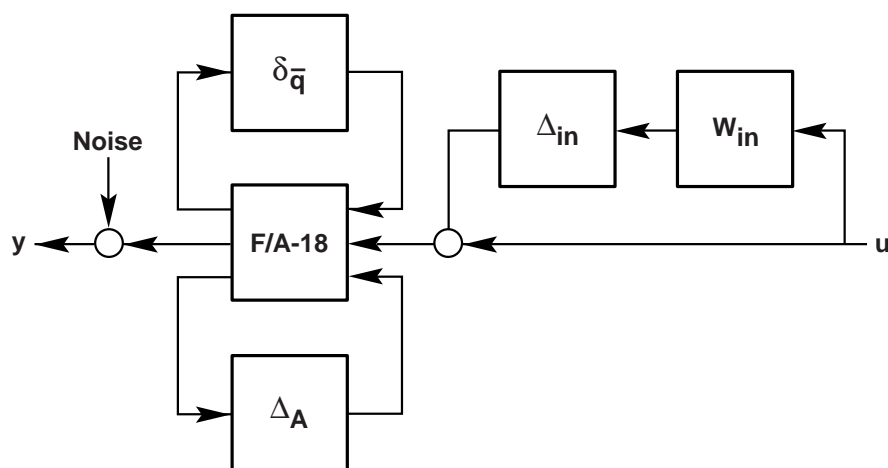 δq̅
Δin
Win
Noise
y
F/A-18
u
ΔA